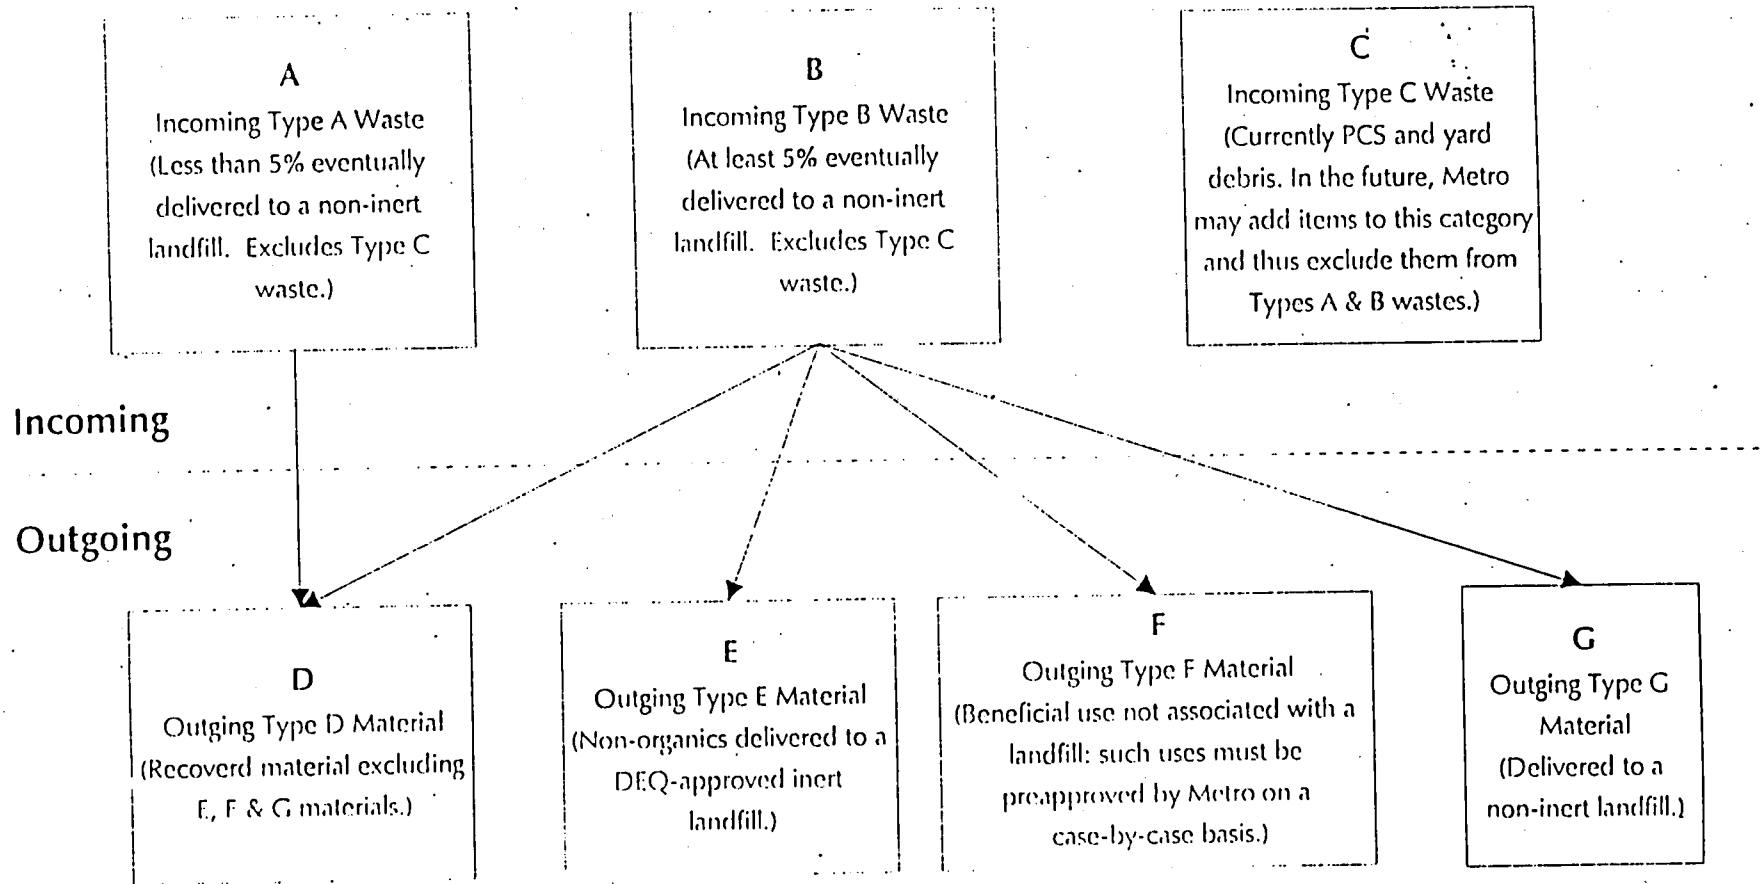 A
Incoming Type A Waste
(Less than 5% eventually
delivered to a non-inert
landfill. Excludes Type C
waste.)
B
Incoming Type B Waste
(At least 5% eventually
delivered to a non-inert
landfill. Excludes Type C
waste.)
C
Incoming Type C Waste
(Currently PCS and yard
debris. In the future, Metro
may add items to this category
and thus exclude them from
Types A & B wastes.)
Incoming
Outgoing
D
Outging Type D Material
(Recoverd material excluding
E, F & G materials.)
E
Outging Type E Material
(Non-organics delivered to a
DEQ-approved inert
landfill.)
F
Outging Type F Material
(Beneficial use not associated with a
landfill: such uses must be
preapproved by Metro on a
case-by-case basis.)
G
Outging Type G
Material
(Delivered to a
non-inert landfill.)